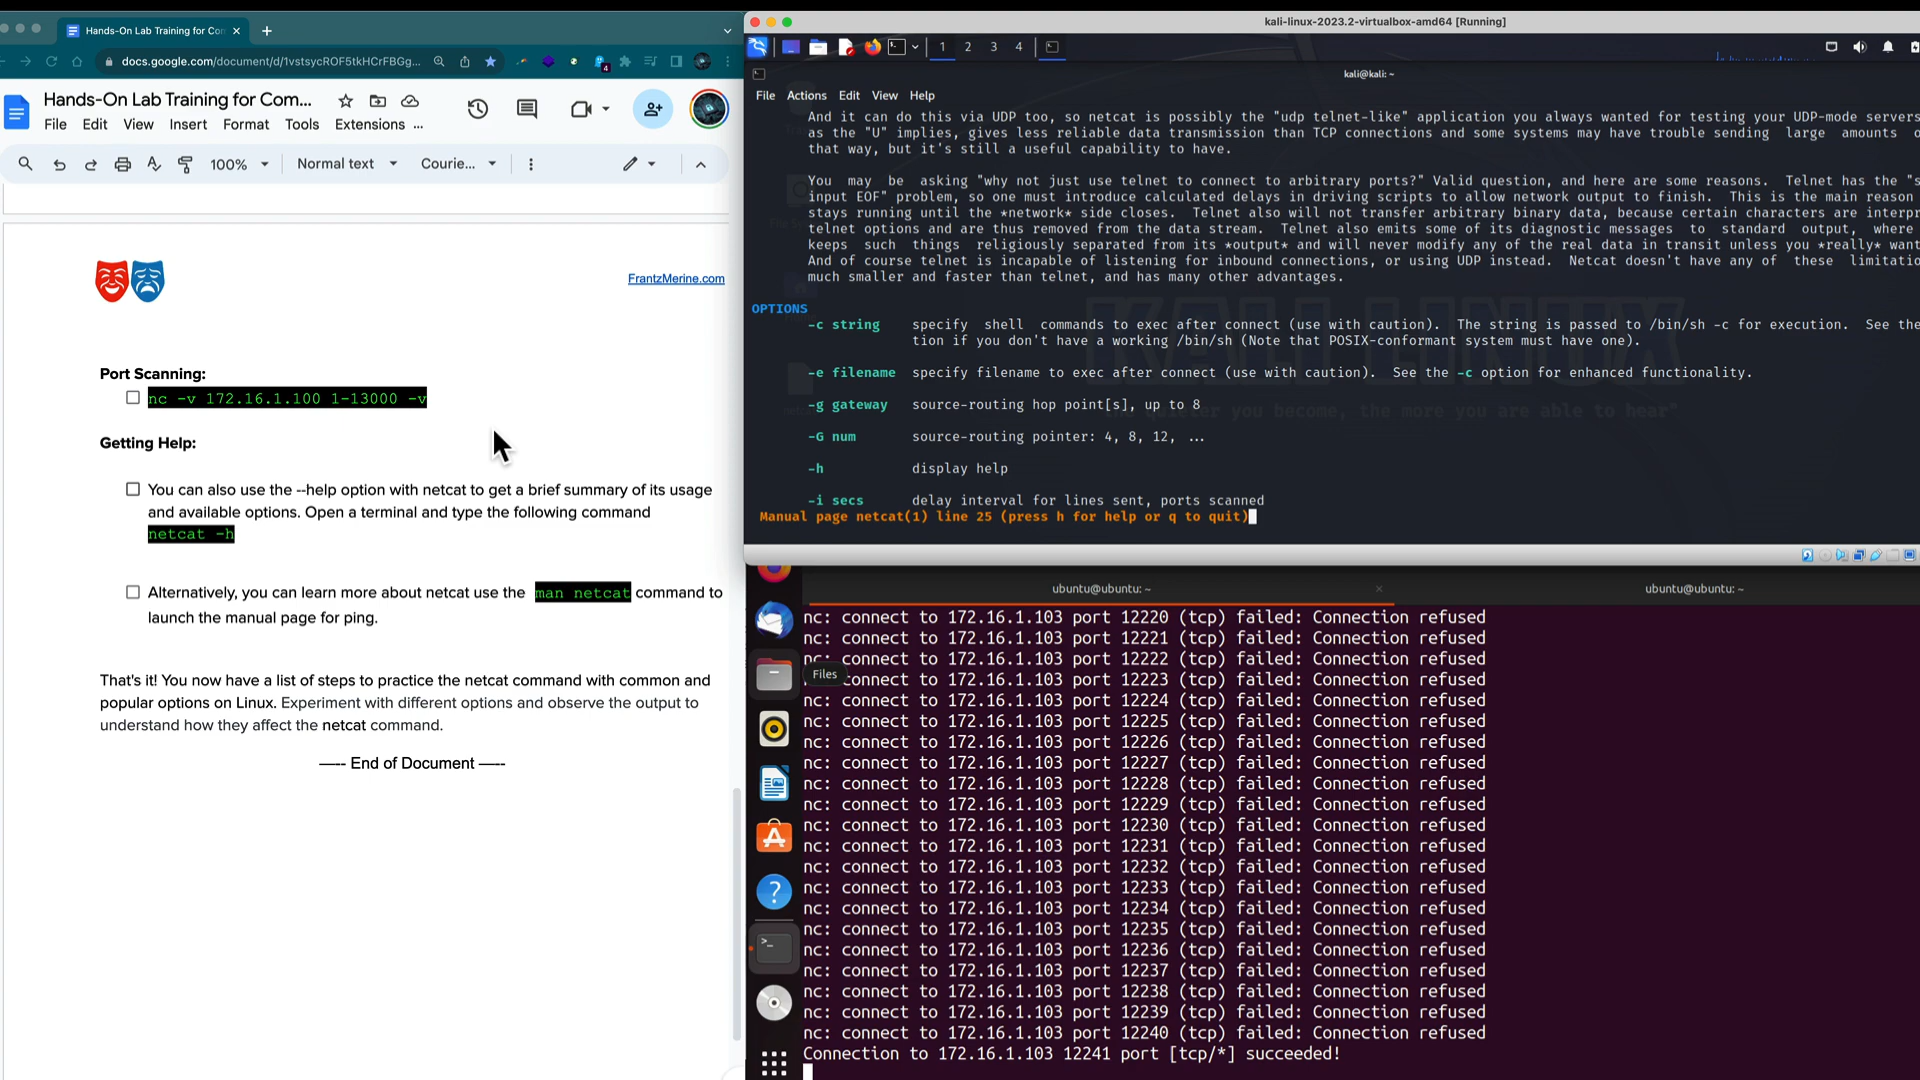 Hands-On Lab Training for Con
docs.google.com/document/d/1vstsycROF5tkHCrFBGg...
4
Hands-On Lab Training for Com...
File Edit View Insert Format Tools Extensions ...
100% Normal text Courie...
FrantzMerine.com
Port Scanning:
nc -v 172.16.1.100 1-13000 -v
Getting Help:
You can also use the --help option with netcat to get a brief summary of its usage
and available options. Open a terminal and type the following command
netcat -h
Alternatively, you can learn more about netcat use the man netcat command to
launch the manual page for ping.
That's it! You now have a list of steps to practice the netcat command with common and
popular options on Linux. Experiment with different options and observe the output to
understand how they affect the netcat command.
—-- End of Document —--
kali-linux-2023.2-virtualbox-amd64 [Running]
1 2 3 4
kali@kali: ~
File Actions Edit View Help
And it can do this via UDP too, so netcat is possibly the "udp telnet-like" application you always wanted for testing your UDP-mode servers
as the "U" implies, gives less reliable data transmission than TCP connections and some systems may have trouble sending large amounts
that way, but it's still a useful capability to have.
You may be asking "why not just use telnet to connect to arbitrary ports?" Valid question, and here are some reasons. Telnet has the
input EOF" problem, so one must introduce calculated delays in driving scripts to allow network output to finish. This is the main reason
stays running until the *network* side closes. Telnet also will not transfer arbitrary binary data, because certain characters are interpr
telnet options and are thus removed from the data stream. Telnet also emits some of its diagnostic messages to standard output, where
keeps such things religiously separated from its *output* and will never modify any of the real data in transit unless you *really* want
And of course telnet is incapable of listening for inbound connections, or using UDP instead. Netcat doesn't have any of these limitatio
much smaller and faster than telnet, and has many other advantages.
OPTIONS
-c string specify shell commands to exec after connect (use with caution). The string is passed to /bin/sh -c for execution. See the
tion if you don't have a working /bin/sh (Note that POSIX-conformant system must have one).
-e filename specify filename to exec after connect (use with caution). See the -c option for enhanced functionality.
-g gateway source-routing hop point[s], up to 8
-G num source-routing pointer: 4, 8, 12, ...
-h display help
-i secs delay interval for lines sent, ports scanned
Manual page netcat(1) line 25 (press h for help or q to quit)
KALI LINUX
you become, the more you are able to hear"
ubuntu@ubuntu: ~ ubuntu@ubuntu: ~
Files
nc: connect to 172.16.1.103 port 12220 (tcp) failed: Connection refused
nc: connect to 172.16.1.103 port 12221 (tcp) failed: Connection refused
nc: connect to 172.16.1.103 port 12222 (tcp) failed: Connection refused
connect to 172.16.1.103 port 12223 (tcp) failed: Connection refused
nc: connect to 172.16.1.103 port 12224 (tcp) failed: Connection refused
nc: connect to 172.16.1.103 port 12225 (tcp) failed: Connection refused
nc: connect to 172.16.1.103 port 12226 (tcp) failed: Connection refused
nc: connect to 172.16.1.103 port 12227 (tcp) failed: Connection refused
nc: connect to 172.16.1.103 port 12228 (tcp) failed: Connection refused
nc: connect to 172.16.1.103 port 12229 (tcp) failed: Connection refused
nc: connect to 172.16.1.103 port 12230 (tcp) failed: Connection refused
nc: connect to 172.16.1.103 port 12231 (tcp) failed: Connection refused
nc: connect to 172.16.1.103 port 12232 (tcp) failed: Connection refused
nc: connect to 172.16.1.103 port 12233 (tcp) failed: Connection refused
nc: connect to 172.16.1.103 port 12234 (tcp) failed: Connection refused
nc: connect to 172.16.1.103 port 12235 (tcp) failed: Connection refused
nc: connect to 172.16.1.103 port 12236 (tcp) failed: Connection refused
nc: connect to 172.16.1.103 port 12237 (tcp) failed: Connection refused
nc: connect to 172.16.1.103 port 12238 (tcp) failed: Connection refused
nc: connect to 172.16.1.103 port 12239 (tcp) failed: Connection refused
nc: connect to 172.16.1.103 port 12240 (tcp) failed: Connection refused
Connection to 172.16.1.103 12241 port [tcp/*] succeeded!